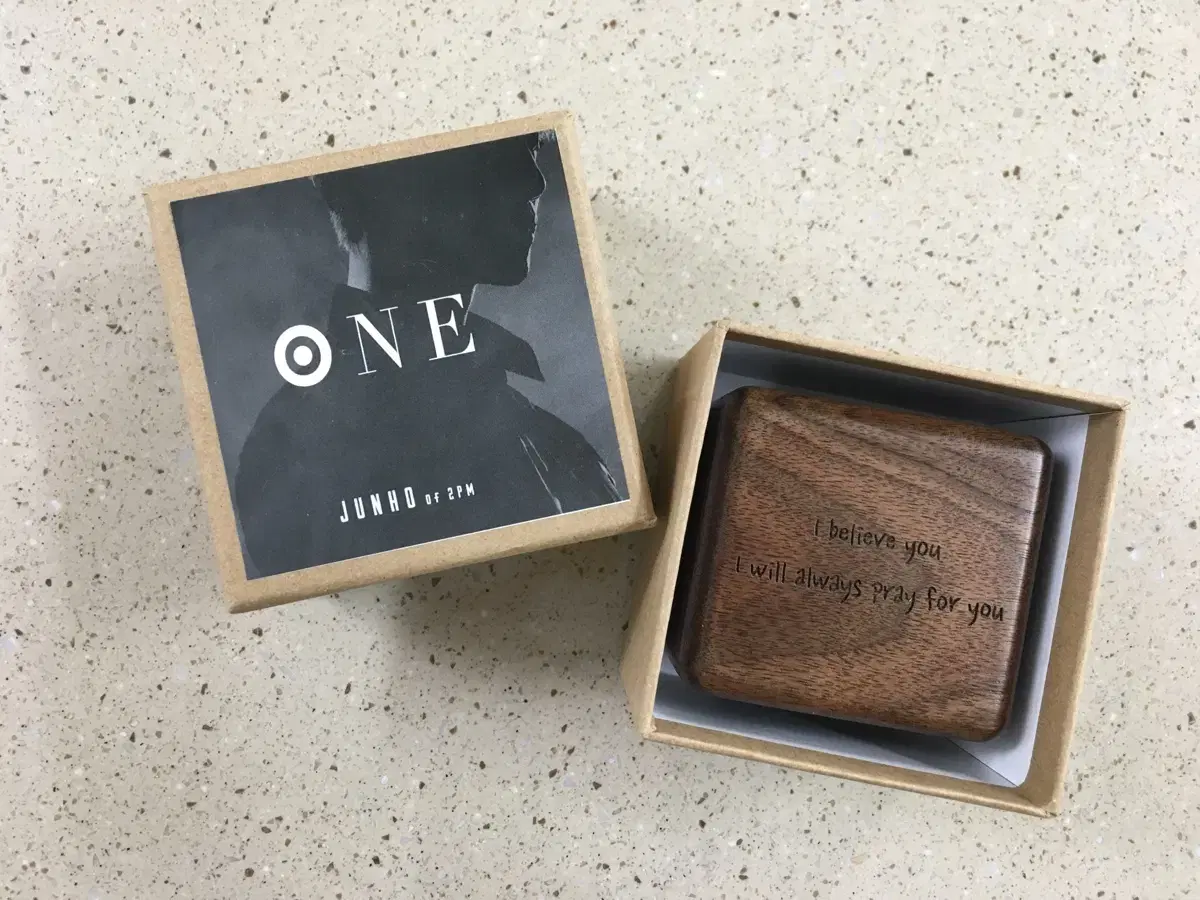 ONE
JUNHO OF 2PM
I believe you
I will always pray for you